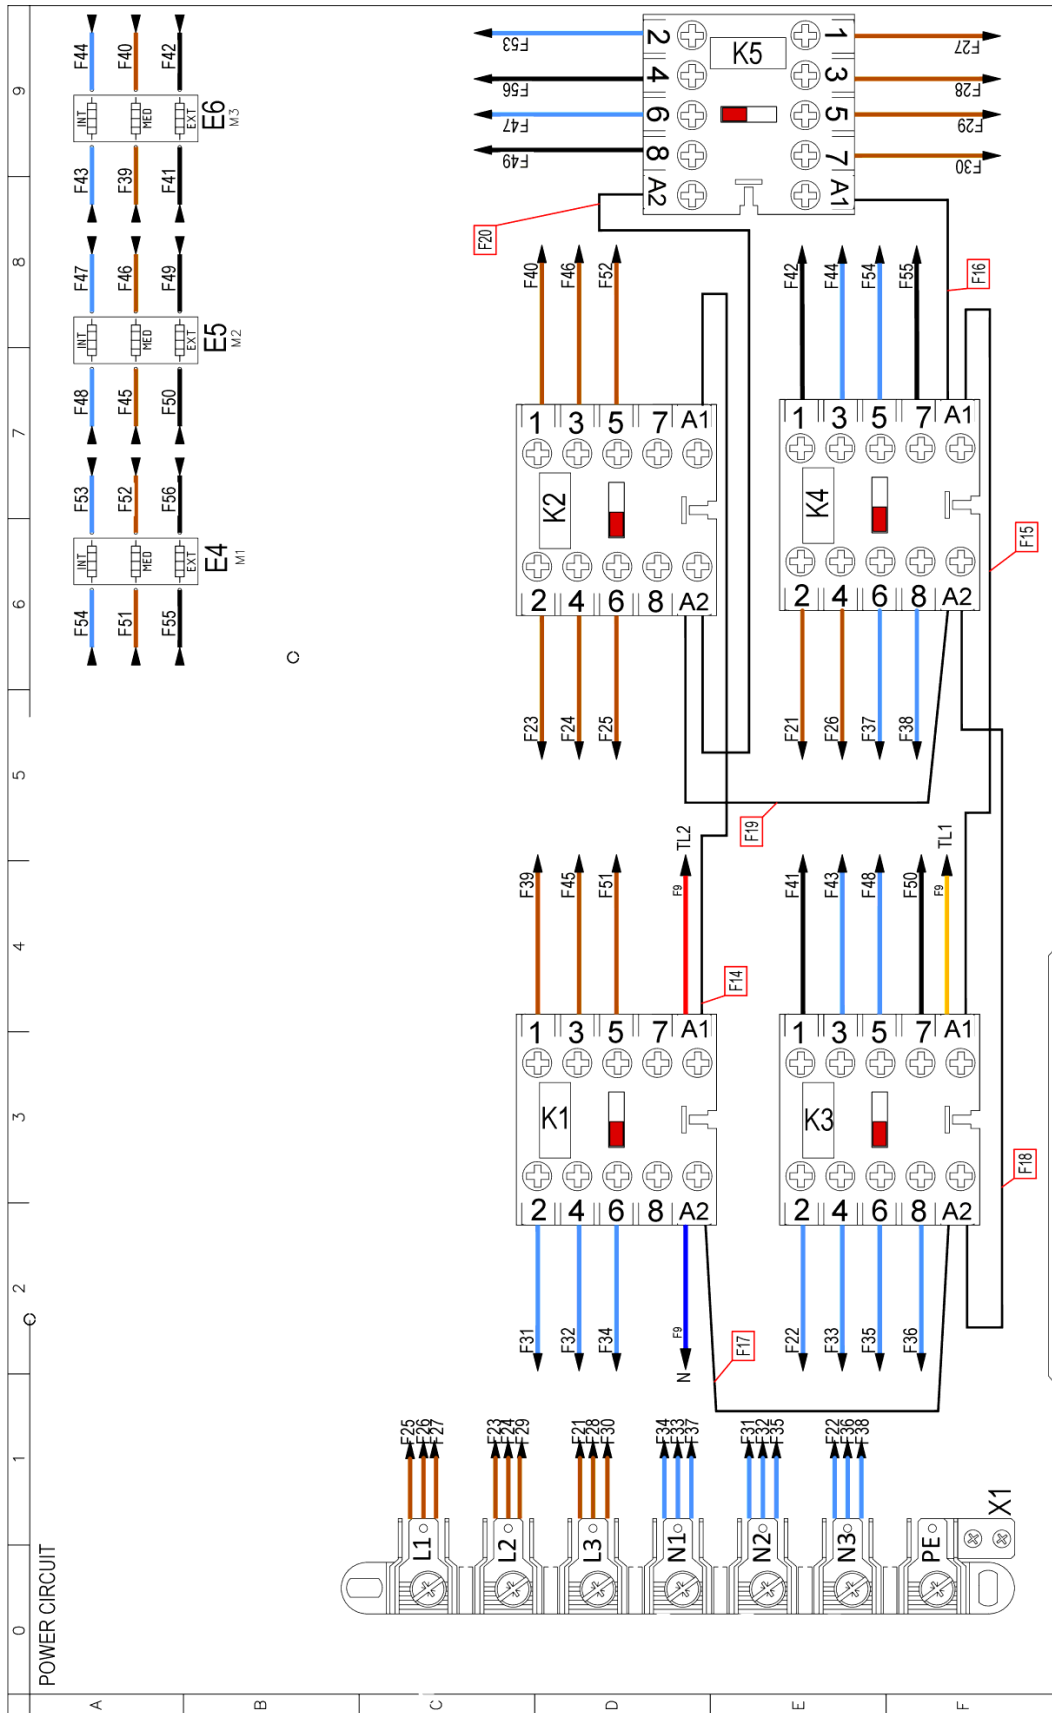 POWER CIRCUIT
0
1
2
3
4
5
6
7
8
9
A
B
C
D
E
F
F44
F40
F42
INT
MED
EXT
E6
M3
F43
F39
F41
F47
F46
F49
INT
MED
EXT
E5
M2
F48
F45
F50
F53
F52
F56
INT
MED
EXT
E4
M1
F54
F51
F55
F53
F56
F47
F49
2
4
6
8
A2
K5
1
3
5
7
A1
F27
F28
F29
F30
F20
F16
F40
F46
F52
1
3
5
7
A1
K2
2
4
6
8
A2
F23
F24
F25
F42
F44
F54
F55
1
3
5
7
A1
K4
2
4
6
8
A2
F21
F26
F37
F38
F15
F19
F39
F45
F51
F9
TL2
1
3
5
7
A1
K1
2
4
6
8
A2
F31
F32
F34
F9
N
F14
F41
F43
F48
F50
F9
TL1
1
3
5
7
A1
K3
2
4
6
8
A2
F22
F33
F35
F36
F17
F18
F25
F26
F27
L1
F23
F24
F29
L2
F21
F28
F30
L3
F34
F33
F37
N1
F31
F32
F35
N2
F22
F36
F38
N3
PE
X1